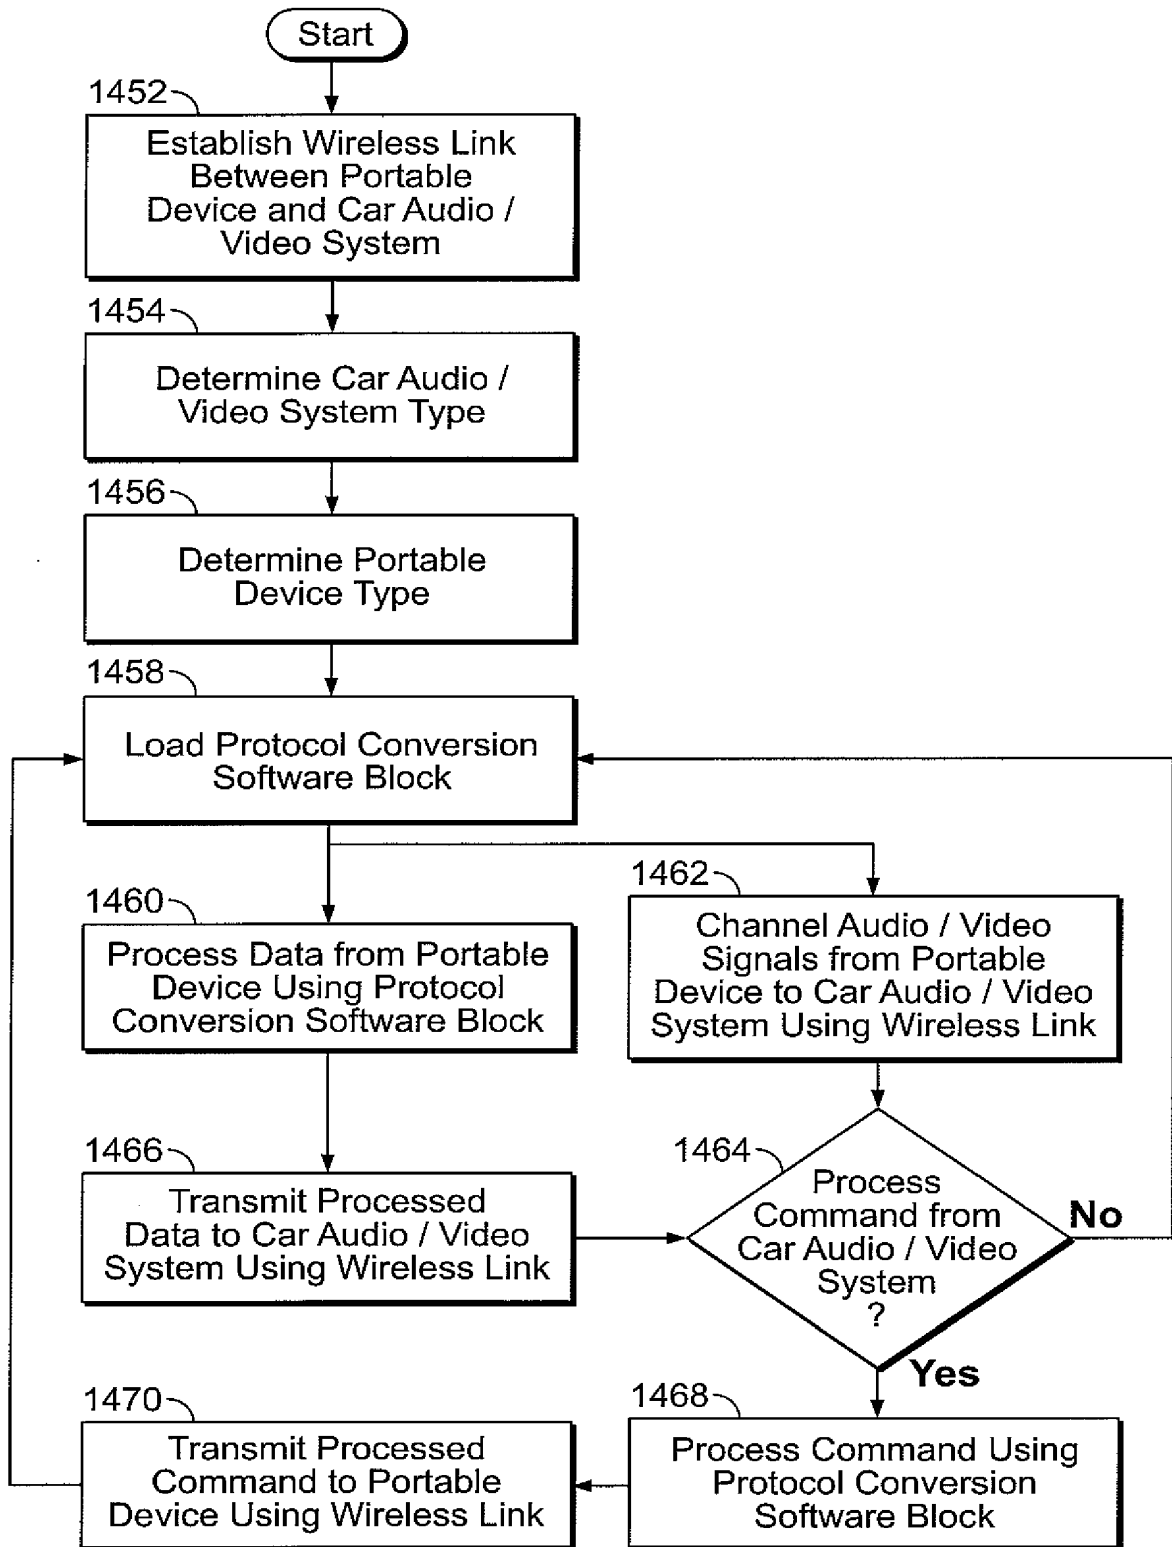 Start
1452
Establish Wireless Link
Between Portable
Device and Car Audio /
Video System
1454
Determine Car Audio /
Video System Type
1456
Determine Portable
Device Type
1458
Load Protocol Conversion
Software Block
1460
Process Data from Portable
Device Using Protocol
Conversion Software Block
1462
Channel Audio / Video
Signals from Portable
Device to Car Audio / Video
System Using Wireless Link
1466
Transmit Processed
Data to Car Audio / Video
System Using Wireless Link
1464
Process
Command from
Car Audio / Video
System
?
No
Yes
1468
Process Command Using
Protocol Conversion
Software Block
1470
Transmit Processed
Command to Portable
Device Using Wireless Link